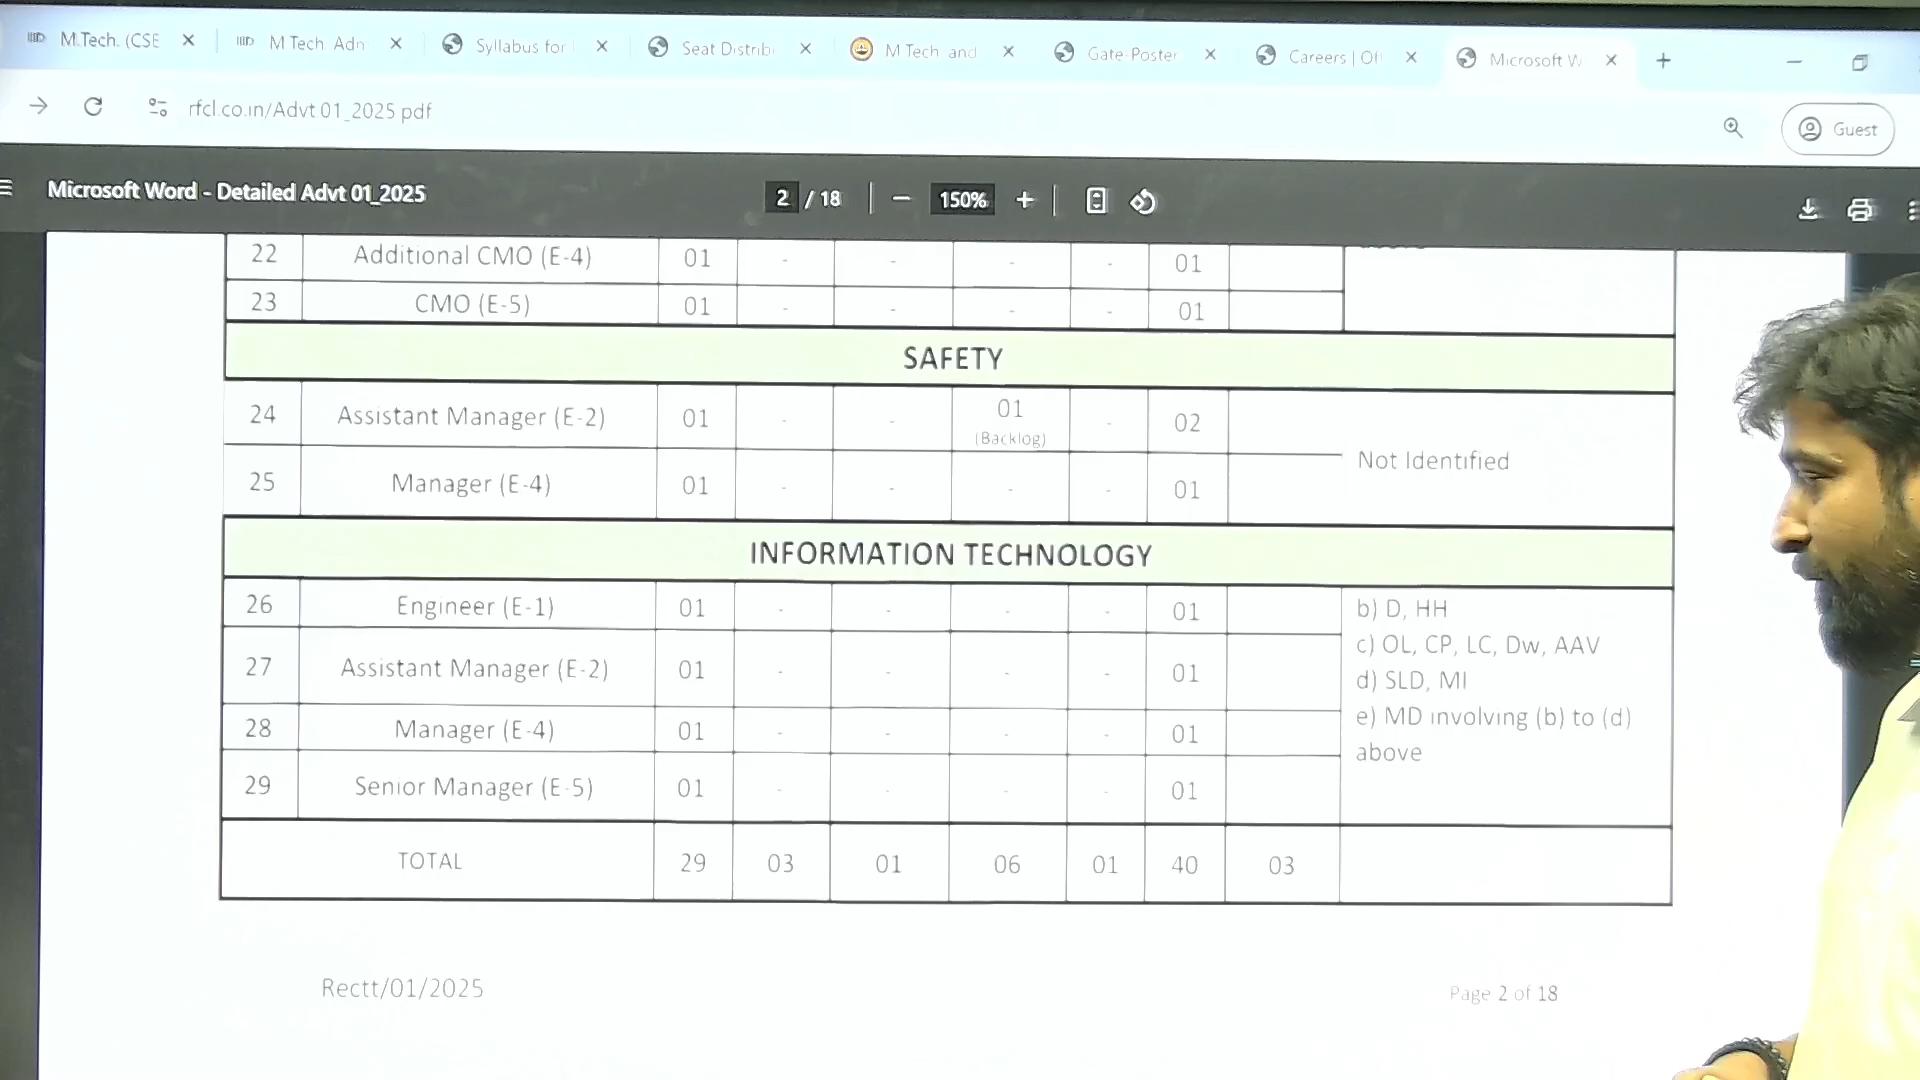 M.Tech. (CSE
M Tech Adn
Syllabus for
Seat Distrib
M Tech and
Gate-Poster
Careers | Of
Microsoft W
rfcl.co.in/Advt 01_2025 pdf
Guest
Microsoft Word - Detailed Advt 01_2025
2 / 18
150%
22 Additional CMO (E-4) 01 - - - - 01
23 CMO (E-5) 01 - - - - 01
SAFETY
24 Assistant Manager (E-2) 01 - - 01 (Backlog) - 02
Not Identified
25 Manager (E-4) 01 - - - - 01
INFORMATION TECHNOLOGY
26 Engineer (E-1) 01 - - - - 01
27 Assistant Manager (E-2) 01 - - - - 01
28 Manager (E-4) 01 - - - - 01
29 Senior Manager (E-5) 01 - - - - 01
b) D, HH
c) OL, CP, LC, Dw, AAV
d) SLD, MI
e) MD involving (b) to (d)
above
TOTAL 29 03 01 06 01 40 03
Rectt/01/2025
Page 2 of 18